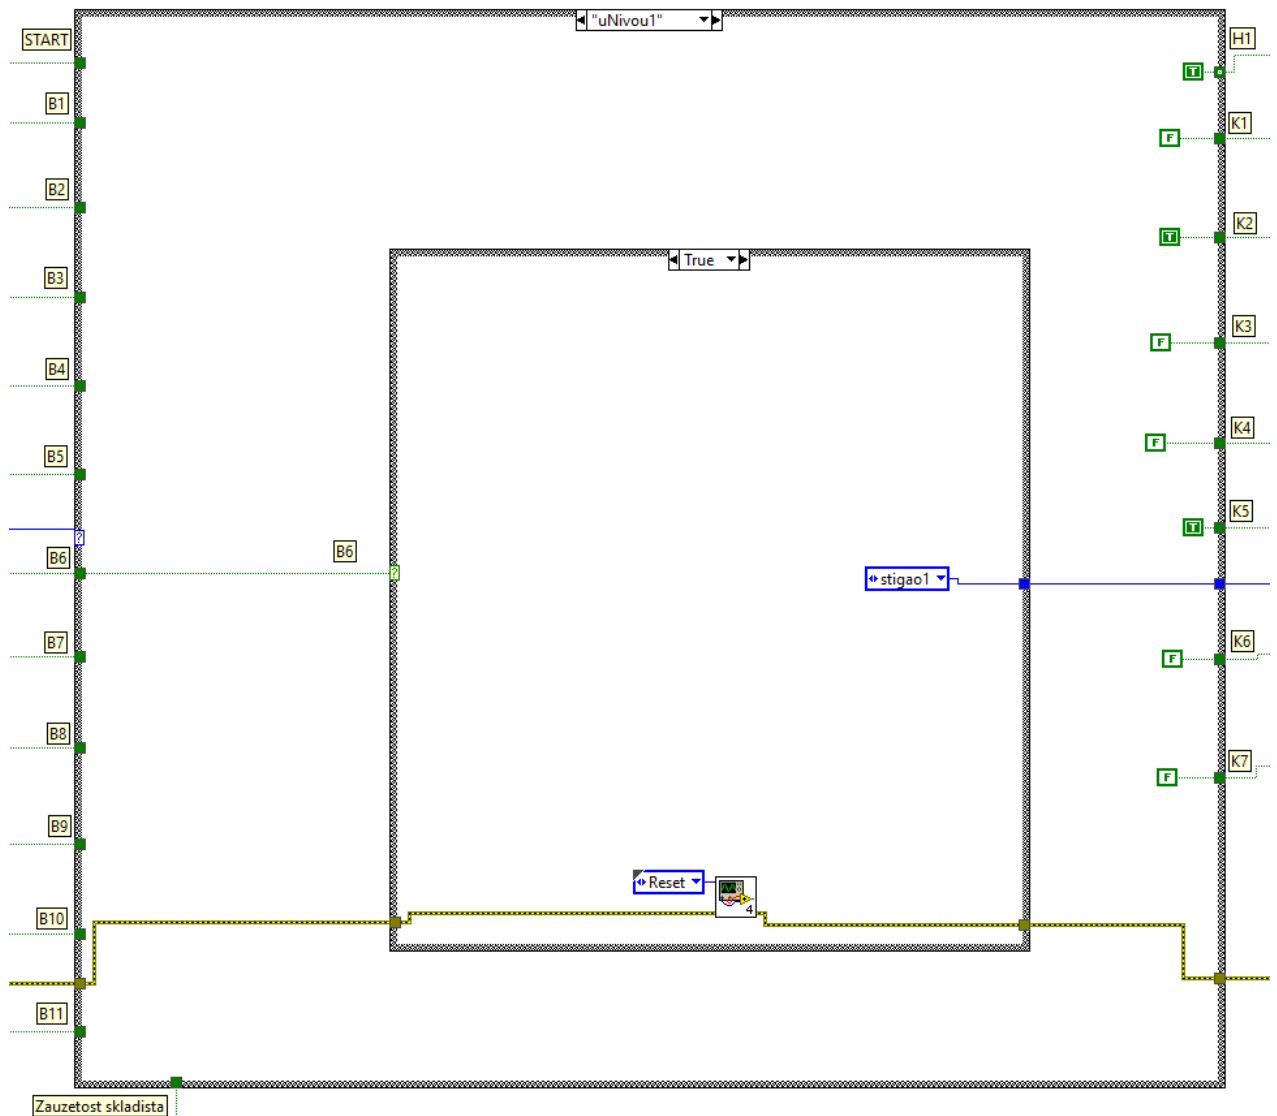 "uNivou1"
START
H1
T
B1
K1
F
B2
K2
T
True
B3
K3
F
B4
K4
F
B5
K5
T
?
B6
B6
?
stigao1
B7
K6
F
B8
K7
F
B9
Reset
4
B10
B11
Zauzetost skladista